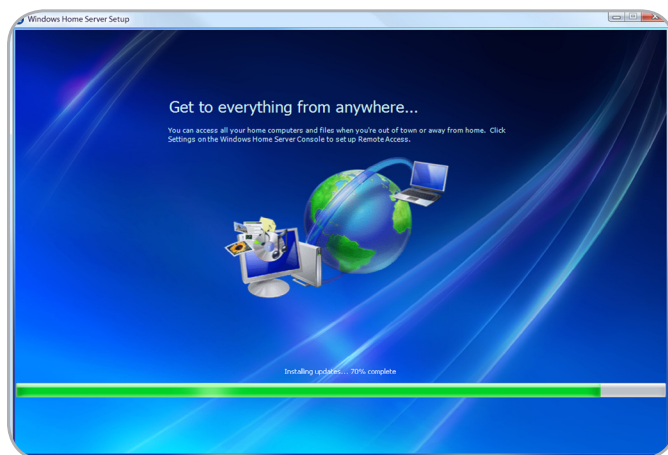 Windows Home Server Setup
Get to everything from anywhere...
You can access all your home computers and files when you're out of town or away from home. Click
Settings on the Windows Home Server Console to set up Remote Access.
Installing updates... 70% complete